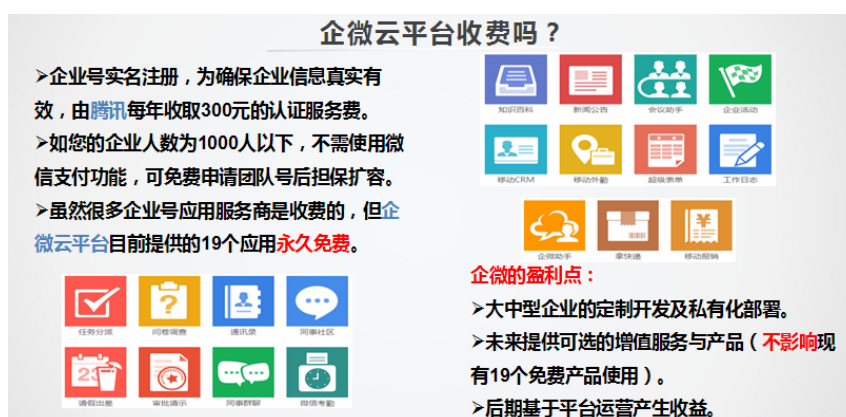 企微云平台收费吗？
➢企业号实名注册，为确保企业信息真实有
效，由腾讯每年收取300元的认证服务费。
➢如您的企业人数为1000人以下，不需使用微
信支付功能，可免费申请团队号后担保扩容。
➢虽然很多企业号应用服务商是收费的，但企
微云平台目前提供的19个应用永久免费。
任务分派 问卷调查 通讯录 同事社区
23
请假出差 审批请示 同事群聊 微信考勤
知识百科 新闻公告 会议助手 企业活动
移动CRM 移动外勤 超级表单 工作日志
企微助手 拿快递 移动报销
企微的盈利点：
➢大中型企业的定制开发及私有化部署。
➢未来提供可选的增值服务与产品（不影响现
有19个免费产品使用）。
➢后期基于平台运营产生收益。